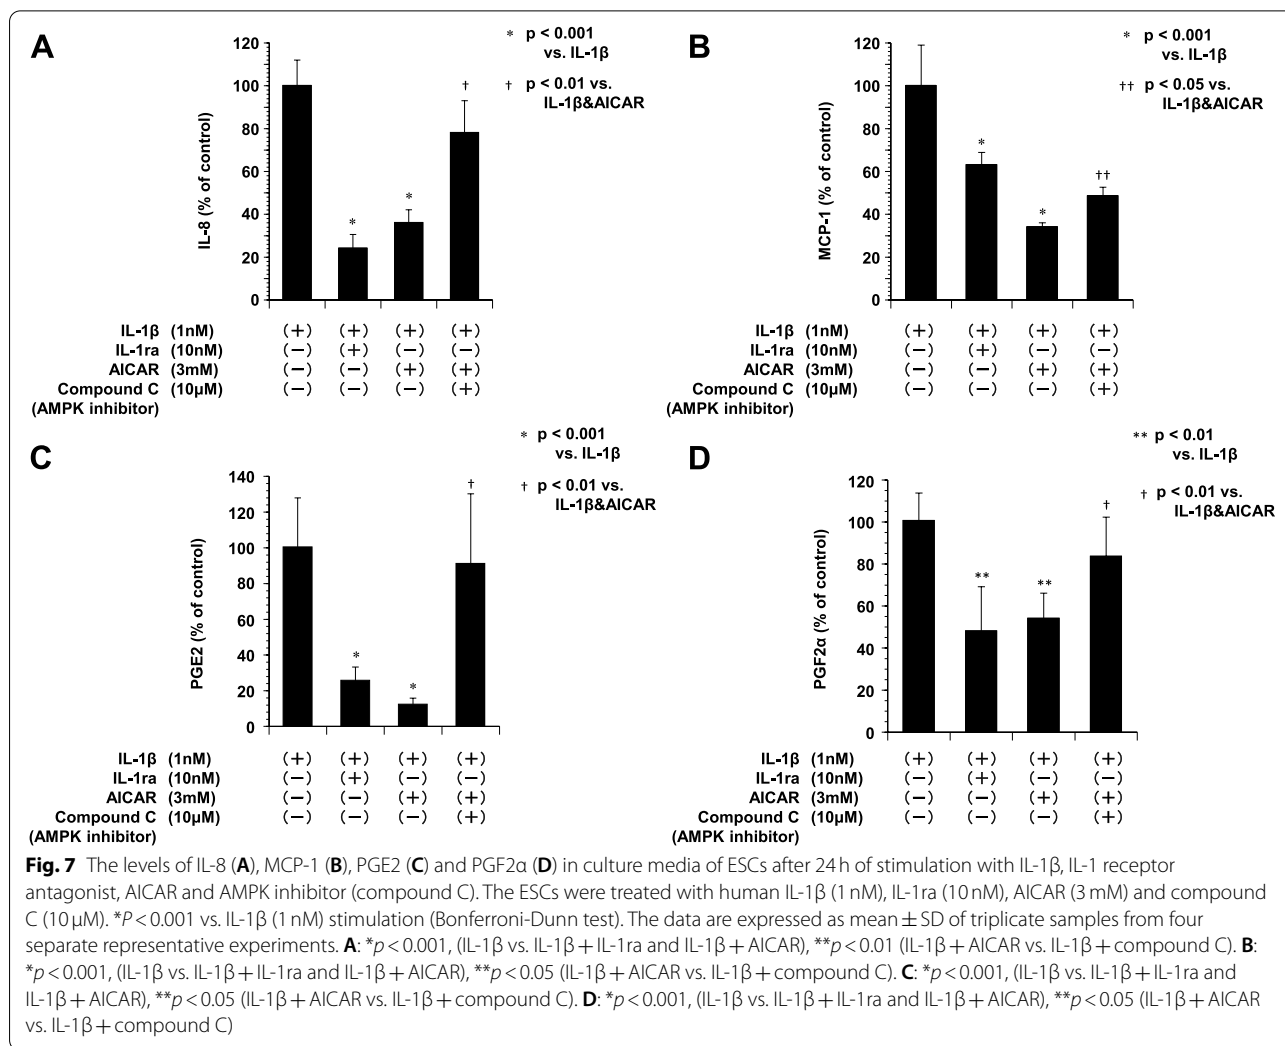 A
IL-8 (% of control)
120
100
80
60
40
20
0
*
*
†
* p < 0.001
vs. IL-1β
† p < 0.01 vs.
IL-1β&AICAR
IL-1β (1nM) (+) (+) (+) (+)
IL-1ra (10nM) (−) (+) (−) (−)
AICAR (3mM) (−) (−) (+) (+)
Compound C (10μM) (−) (−) (−) (+)
(AMPK inhibitor)
B
MCP-1 (% of control)
120
100
80
60
40
20
0
*
*
††
* p < 0.001
vs. IL-1β
†† p < 0.05 vs.
IL-1β&AICAR
IL-1β (1nM) (+) (+) (+) (+)
IL-1ra (10nM) (−) (+) (−) (−)
AICAR (3mM) (−) (−) (+) (+)
Compound C (10μM) (−) (−) (−) (+)
(AMPK inhibitor)
C
PGE2 (% of control)
140
120
100
80
60
40
20
0
*
*
†
* p < 0.001
vs. IL-1β
† p < 0.01 vs.
IL-1β&AICAR
IL-1β (1nM) (+) (+) (+) (+)
IL-1ra (10nM) (−) (+) (−) (−)
AICAR (3mM) (−) (−) (+) (+)
Compound C (10μM) (−) (−) (−) (+)
(AMPK inhibitor)
D
PGF2α (% of control)
120
100
80
60
40
20
0
**
**
†
** p < 0.01
vs. IL-1β
† p < 0.01 vs.
IL-1β&AICAR
IL-1β (1nM) (+) (+) (+) (+)
IL-1ra (10nM) (−) (+) (−) (−)
AICAR (3mM) (−) (−) (+) (+)
Compound C (10μM) (−) (−) (−) (+)
(AMPK inhibitor)
Fig. 7 The levels of IL-8 (A), MCP-1 (B), PGE2 (C) and PGF2α (D) in culture media of ESCs after 24 h of stimulation with IL-1β, IL-1 receptor
antagonist, AICAR and AMPK inhibitor (compound C). The ESCs were treated with human IL-1β (1 nM), IL-1ra (10 nM), AICAR (3 mM) and compound
C (10 μM). *P < 0.001 vs. IL-1β (1 nM) stimulation (Bonferroni-Dunn test). The data are expressed as mean ± SD of triplicate samples from four
separate representative experiments. A: *p < 0.001, (IL-1β vs. IL-1β + IL-1ra and IL-1β + AICAR), **p < 0.01 (IL-1β + AICAR vs. IL-1β + compound C). B:
*p < 0.001, (IL-1β vs. IL-1β + IL-1ra and IL-1β + AICAR), **p < 0.05 (IL-1β + AICAR vs. IL-1β + compound C). C: *p < 0.001, (IL-1β vs. IL-1β + IL-1ra and
IL-1β + AICAR), **p < 0.05 (IL-1β + AICAR vs. IL-1β + compound C). D: *p < 0.001, (IL-1β vs. IL-1β + IL-1ra and IL-1β + AICAR), **p < 0.05 (IL-1β + AICAR
vs. IL-1β + compound C)